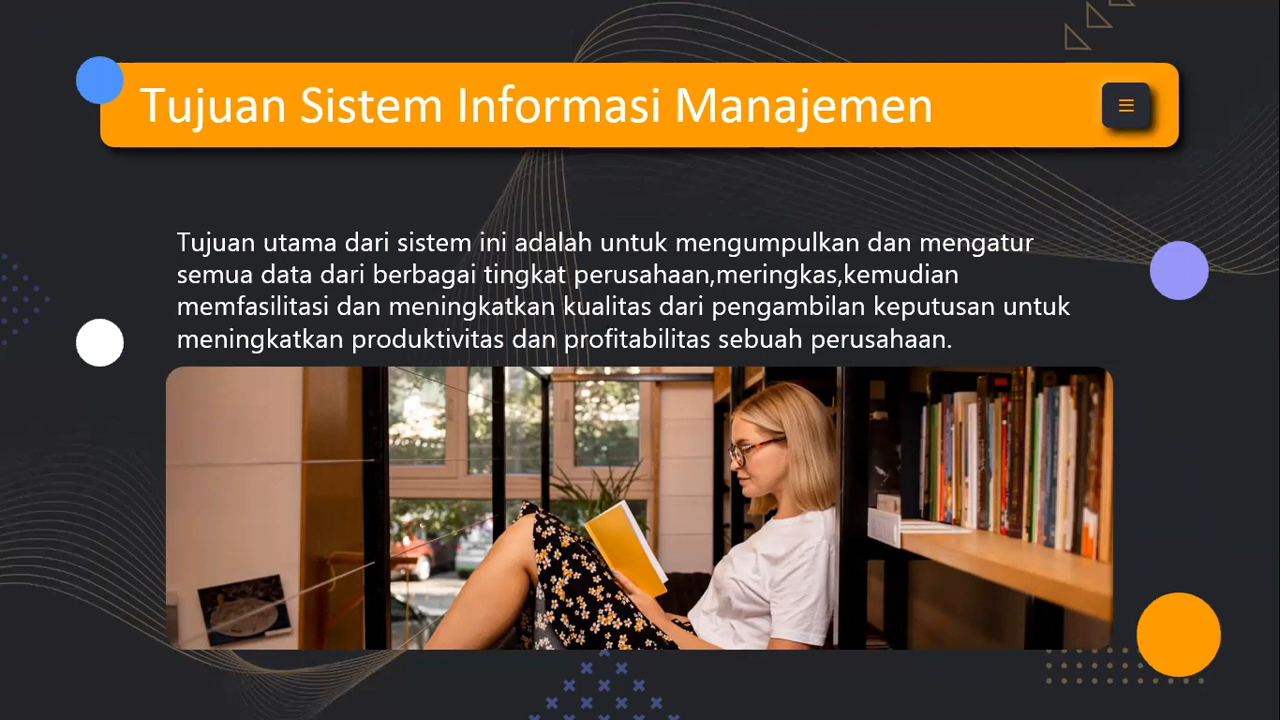 Tujuan Sistem Informasi Manajemen
Tujuan utama dari sistem ini adalah untuk mengumpulkan dan mengatur
semua data dari berbagai tingkat perusahaan,meringkas,kemudian
memfasilitasi dan meningkatkan kualitas dari pengambilan keputusan untuk
meningkatkan produktivitas dan profitabilitas sebuah perusahaan.